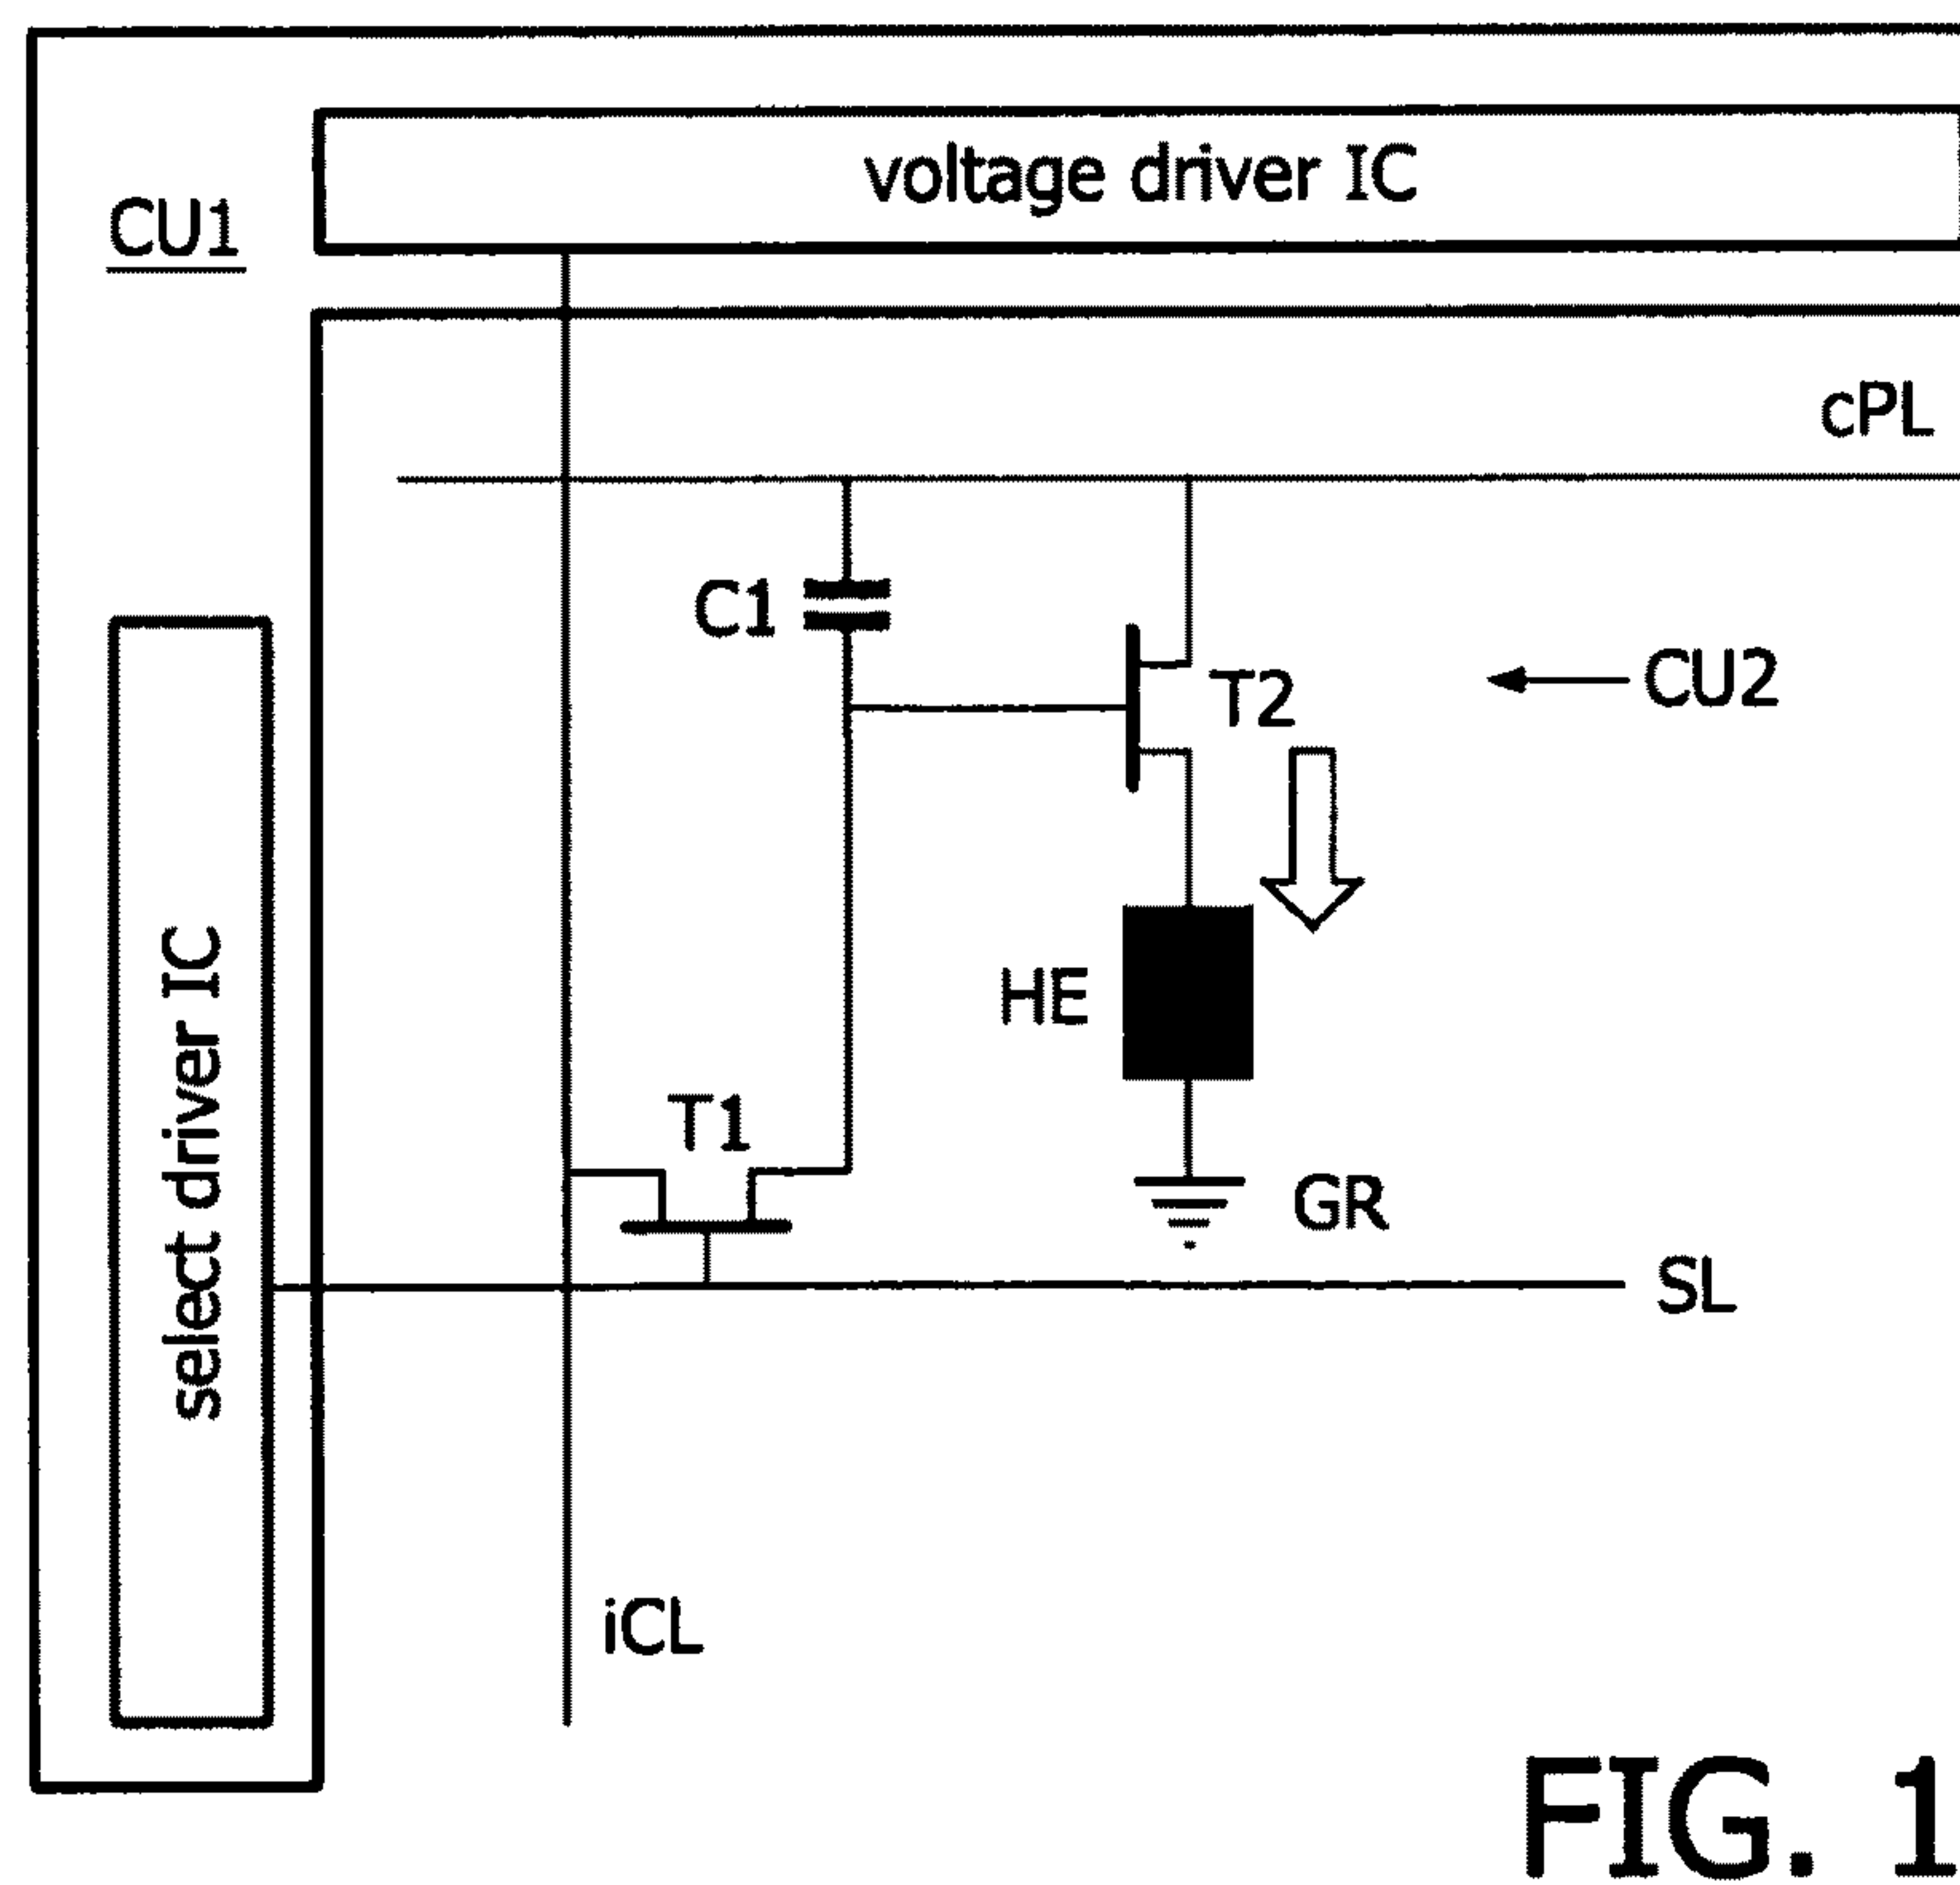 voltage driver IC
CU1
cPL
C1
T2
CU2
select driver IC
HE
T1
GR
SL
iCL
FIG. 1